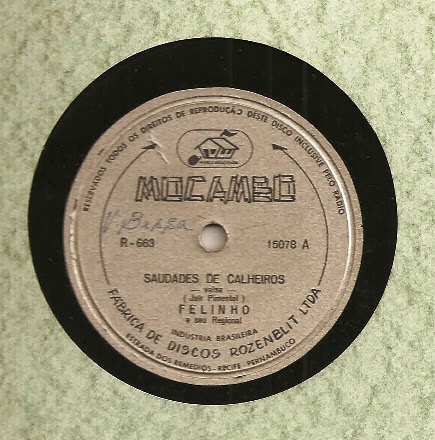 RESERVADOS TODOS OS DIREITOS DE REPRODUÇÃO DESTE DISCO INCLUSIVE PELO RADIO
MOCAMBO
R-663
15078 A
SAUDADES DE CALHEIROS
— valsa —
( Jair Pimentel )
FELINHO
e seu Regional
INDUSTRIA BRASILEIRA
FÁBRICA DE DISCOS ROZENBLIT LTDA
ESTRADA DOS REMEDIOS - RECIFE - PERNAMBUCO